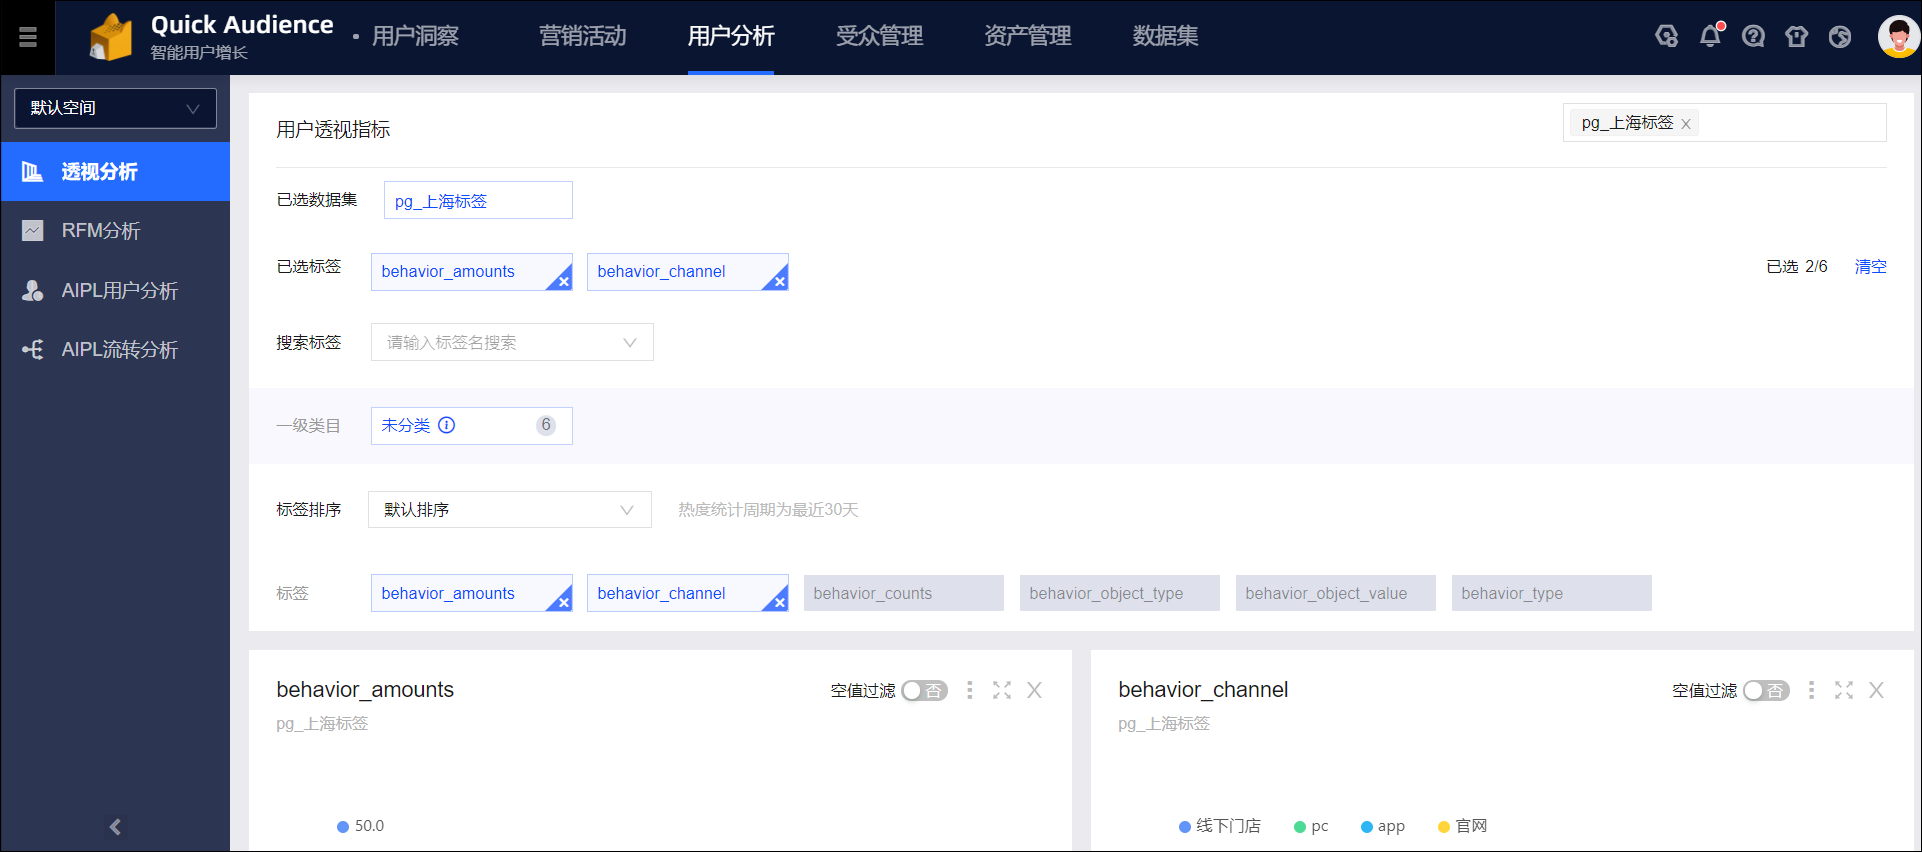 Quick Audience
智能用户增长
用户洞察 营销活动 用户分析 受众管理 资产管理 数据集
默认空间
透视分析
RFM分析
AIPL用户分析
AIPL流转分析
用户透视指标 pg_上海标签 X
已选数据集 pg_上海标签
已选标签 behavior_amounts behavior_channel 已选 2/6 清空
搜索标签 请输入标签名搜索
一级类目 未分类 6
标签排序 默认排序 热度统计周期为最近30天
标签 behavior_amounts behavior_channel behavior_counts behavior_object_type behavior_object_value behavior_type
behavior_amounts 空值过滤 否
pg_上海标签
50.0
behavior_channel 空值过滤 否
pg_上海标签
线下门店 pc app 官网